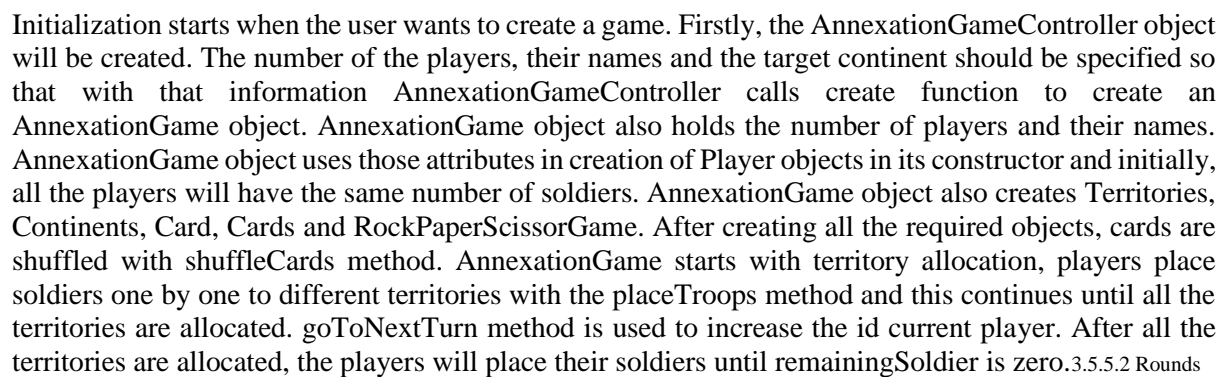 Initialization starts when the user wants to create a game. Firstly, the AnnexationGameController object
will be created. The number of the players, their names and the target continent should be specified so
that with that information AnnexationGameController calls create function to create an
AnnexationGame object. AnnexationGame object also holds the number of players and their names.
AnnexationGame object uses those attributes in creation of Player objects in its constructor and initially,
all the players will have the same number of soldiers. AnnexationGame object also creates Territories,
Continents, Card, Cards and RockPaperScissorGame. After creating all the required objects, cards are
shuffled with shuffleCards method. AnnexationGame starts with territory allocation, players place
soldiers one by one to different territories with the placeTroops method and this continues until all the
territories are allocated. goToNextTurn method is used to increase the id current player. After all the
territories are allocated, the players will place their soldiers until remainingSoldier is zero.3.5.5.2 Rounds